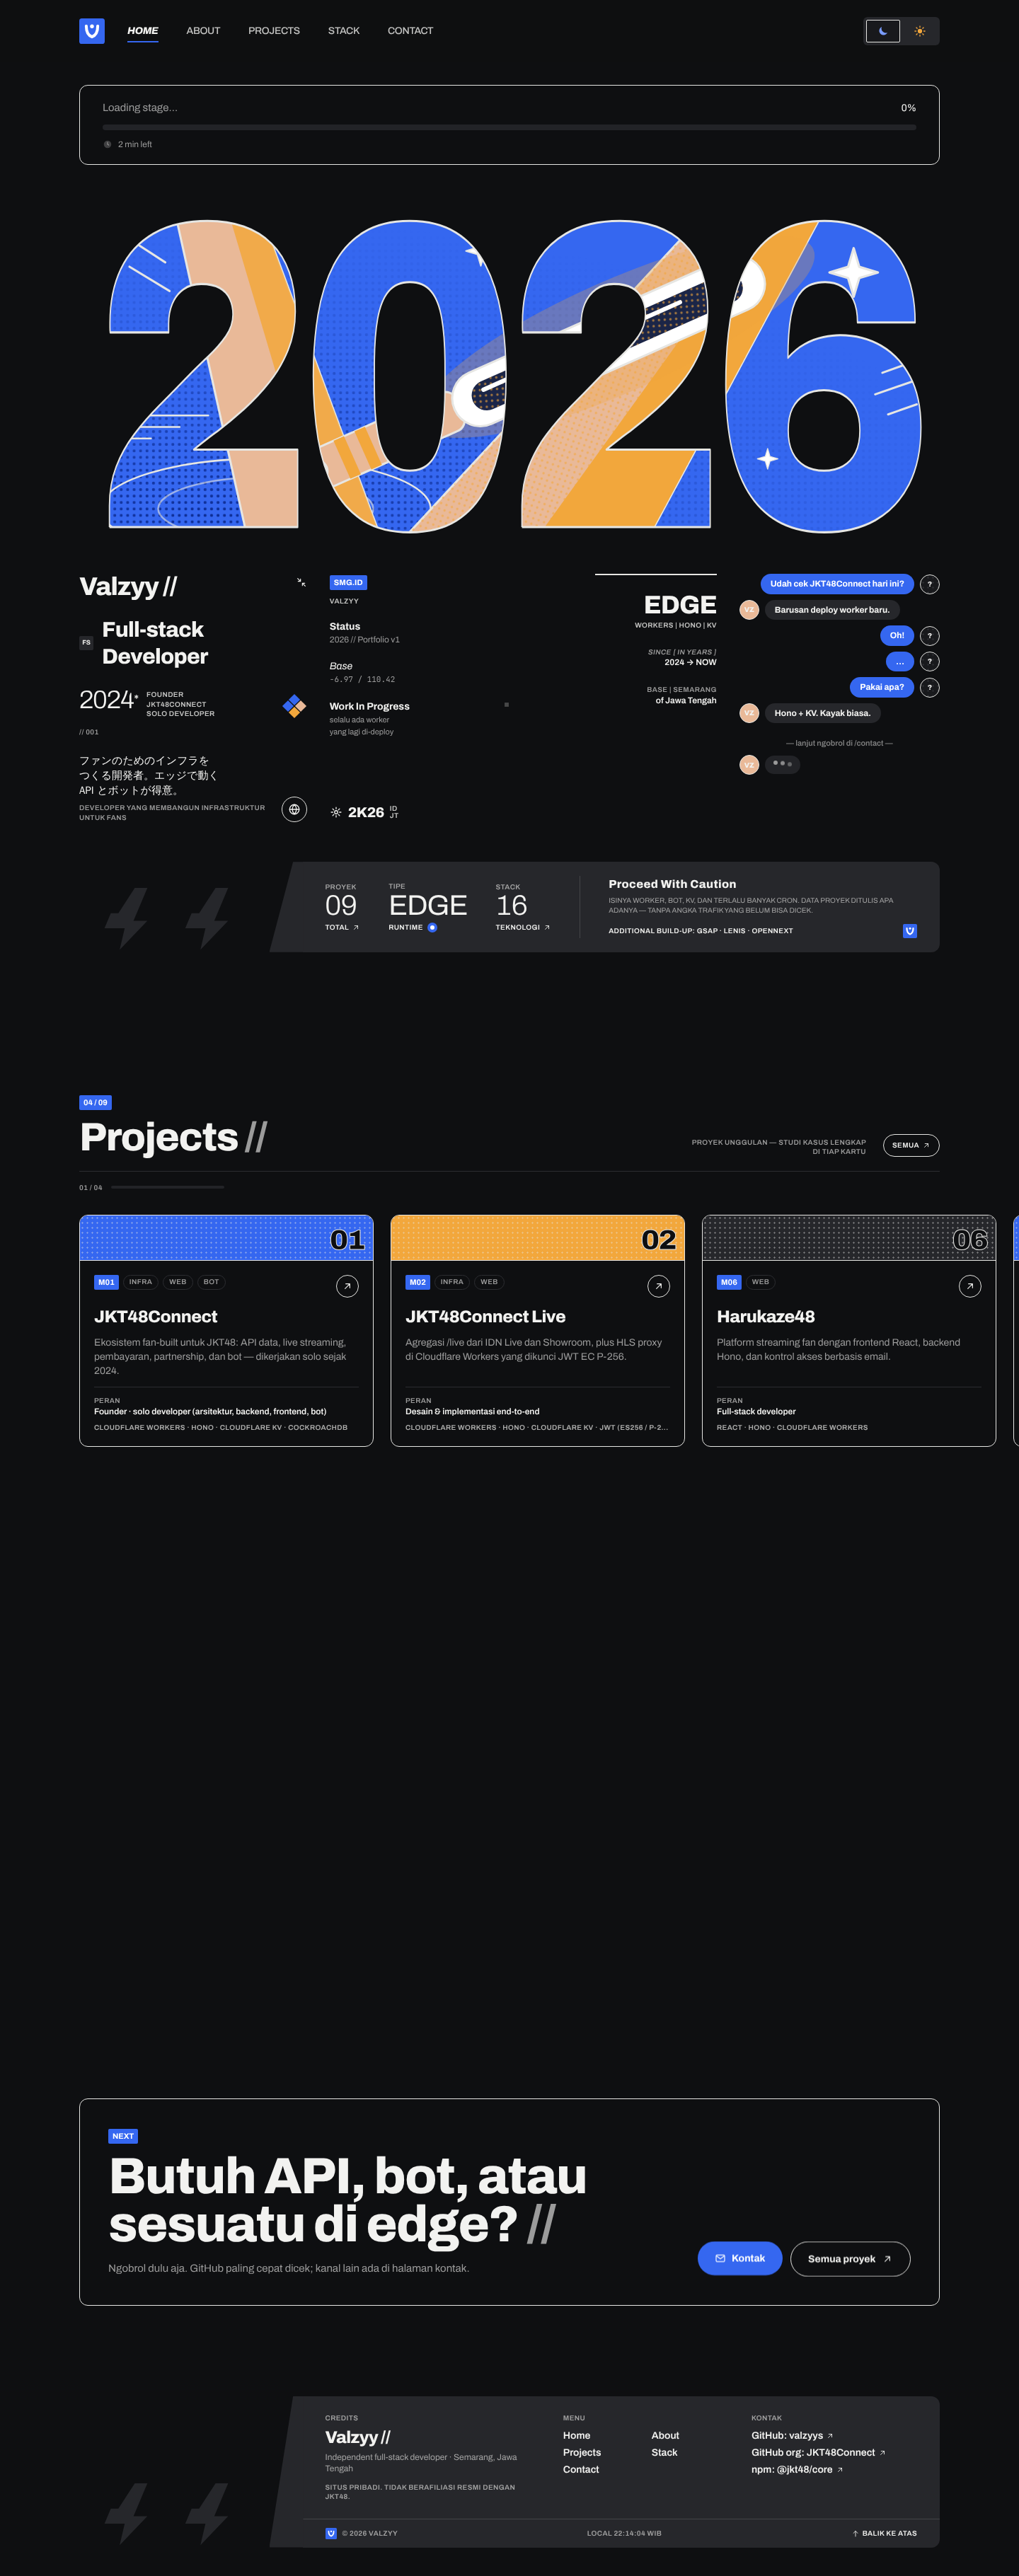 HOME
ABOUT
PROJECTS
STACK
CONTACT
Loading stage...
0%
2 min left
2026
Valzyy //
FS
Full-stack
Developer
2024*
FOUNDER
JKT48CONNECT
SOLO DEVELOPER
// 001
ファンのためのインフラを
つくる開発者。エッジで動く
API とボットが得意。
DEVELOPER YANG MEMBANGUN INFRASTRUKTUR
UNTUK FANS
SMG.ID
VALZYY
Status
2026 // Portfolio v1
Base
-6.97 / 110.42
Work In Progress
selalu ada worker
yang lagi di-deploy
2K26
ID
JT
EDGE
WORKERS | HONO | KV
SINCE [ IN YEARS ]
2024 → NOW
BASE | SEMARANG
of Jawa Tengah
Udah cek JKT48Connect hari ini?
?
VZ
Barusan deploy worker baru.
Oh!
?
...
?
Pakai apa?
?
VZ
Hono + KV. Kayak biasa.
— lanjut ngobrol di /contact —
VZ
PROYEK
09
TOTAL
TIPE
EDGE
RUNTIME
STACK
16
TEKNOLOGI
Proceed With Caution
ISINYA WORKER, BOT, KV, DAN TERLALU BANYAK CRON. DATA PROYEK DITULIS APA
ADANYA — TANPA ANGKA TRAFIK YANG BELUM BISA DICEK.
ADDITIONAL BUILD-UP: GSAP · LENIS · OPENNEXT
04 / 09
Projects //
PROYEK UNGGULAN — STUDI KASUS LENGKAP
DI TIAP KARTU
SEMUA
01 / 04
01
M01
INFRA
WEB
BOT
JKT48Connect
Ekosistem fan-built untuk JKT48: API data, live streaming,
pembayaran, partnership, dan bot — dikerjakan solo sejak
2024.
PERAN
Founder · solo developer (arsitektur, backend, frontend, bot)
CLOUDFLARE WORKERS · HONO · CLOUDFLARE KV · COCKROACHDB
02
M02
INFRA
WEB
JKT48Connect Live
Agregasi /live dari IDN Live dan Showroom, plus HLS proxy
di Cloudflare Workers yang dikunci JWT EC P-256.
PERAN
Desain & implementasi end-to-end
CLOUDFLARE WORKERS · HONO · CLOUDFLARE KV · JWT (ES256 / P-2...
06
M06
WEB
Harukaze48
Platform streaming fan dengan frontend React, backend
Hono, dan kontrol akses berbasis email.
PERAN
Full-stack developer
REACT · HONO · CLOUDFLARE WORKERS
NEXT
Butuh API, bot, atau
sesuatu di edge? //
Ngobrol dulu aja. GitHub paling cepat dicek; kanal lain ada di halaman kontak.
Kontak
Semua proyek
CREDITS
Valzyy //
Independent full-stack developer · Semarang, Jawa
Tengah
SITUS PRIBADI. TIDAK BERAFILIASI RESMI DENGAN
JKT48.
MENU
Home
About
Projects
Stack
Contact
KONTAK
GitHub: valzyys
GitHub org: JKT48Connect
npm: @jkt48/core
© 2026 VALZYY
LOCAL 22:14:04 WIB
BALIK KE ATAS